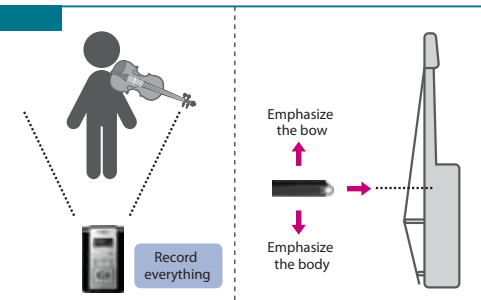 Record
everything
Emphasize
the bow
Emphasize
the body